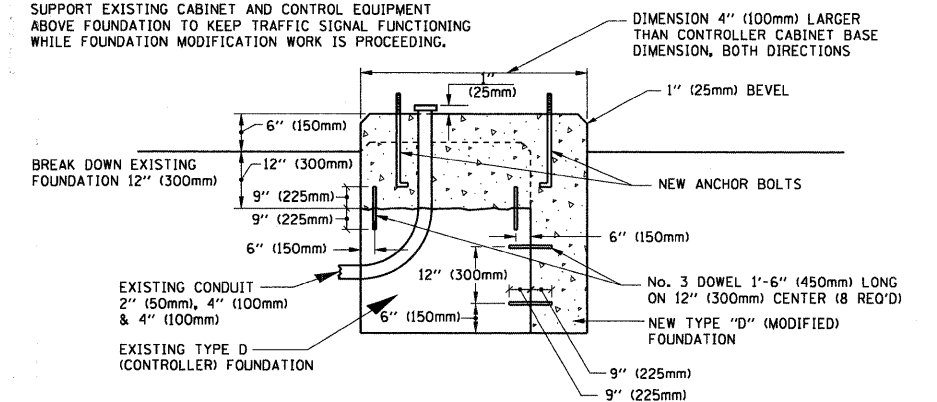 SUPPORT EXISTING CABINET AND CONTROL EQUIPMENT
ABOVE FOUNDATION TO KEEP TRAFFIC SIGNAL FUNCTIONING
WHILE FOUNDATION MODIFICATION WORK IS PROCEEDING.
DIMENSION 4" (100mm) LARGER
THAN CONTROLLER CABINET BASE
DIMENSION, BOTH DIRECTIONS
1"
(25mm)
1" (25mm) BEVEL
6" (150mm)
BREAK DOWN EXISTING
FOUNDATION 12" (300mm)
12" (300mm)
NEW ANCHOR BOLTS
9" (225mm)
9" (225mm)
6" (150mm)
6" (150mm)
12" (300mm)
EXISTING CONDUIT
2" (50mm), 4" (100mm)
& 4" (100mm)
No. 3 DOWEL 1'-6" (450mm) LONG
ON 12" (300mm) CENTER (8 REQ'D)
6" (150mm)
NEW TYPE "D" (MODIFIED)
FOUNDATION
EXISTING TYPE D
(CONTROLLER) FOUNDATION
9" (225mm)
9" (225mm)